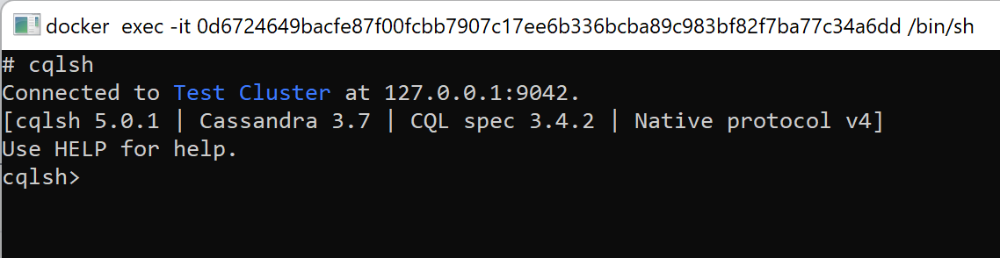 docker  exec -it 0d6724649bacfe87f00fcbb7907c17ee6b336bcba89c983bf82f7ba77c34a6dd /bin/sh
# cqlsh
Connected to Test Cluster at 127.0.0.1:9042.
[cqlsh 5.0.1 | Cassandra 3.7 | CQL spec 3.4.2 | Native protocol v4]
Use HELP for help.
cqlsh>